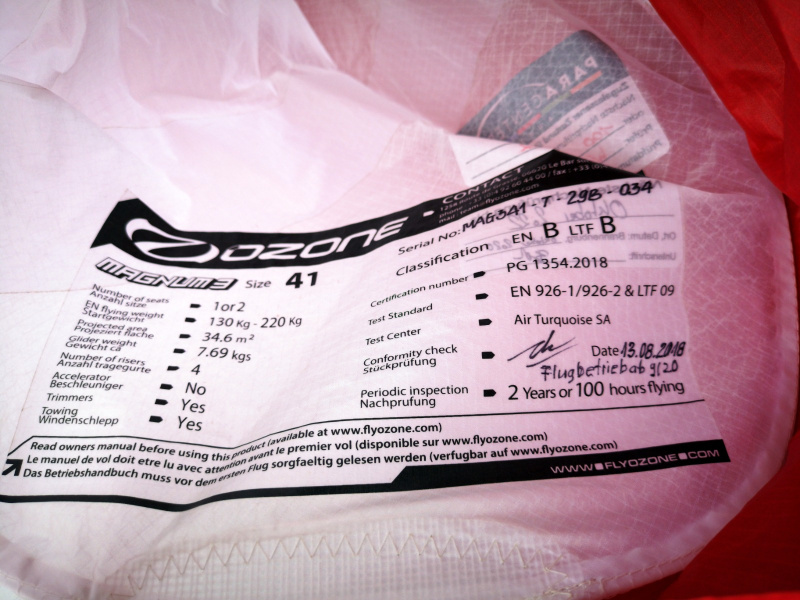 CONTACT
OZONE
MAGNUM3 Size 41
Number of seats
Anzahl sitze
1 or 2
EN flying weight
Startgewicht
130 Kg - 220 Kg
Projected area
Projeziert flache
34.6 m²
Glider weight
Gewicht ca
7.69 kgs
Number of risers
Anzahl tragegurte
4
Accelerator
Beschleuniger
No
Trimmers
Yes
Towing
Windenschlepp
Yes
Serial No: MAG341-T-29B-034
Classification EN B LTF B
Certification number PG 1354.2018
Test Standard EN 926-1/926-2 & LTF 09
Test Center Air Turquoise SA
Conformity check
Stückprüfung
Date 13.08.2018
Flugbetrieb ab 9/20
Periodic inspection
Nachprufung
2 Years or 100 hours flying
Read owners manual before using this product (available at www.flyozone.com)
Le manuel de vol doit etre lu avec attention avant le premier vol (disponible sur www.flyozone.com)
Das Betriebshandbuch muss vor dem ersten Flug sorgfaeltig gelesen werden (verfugbar auf www.flyozone.com)
WWW.FLYOZONE.COM